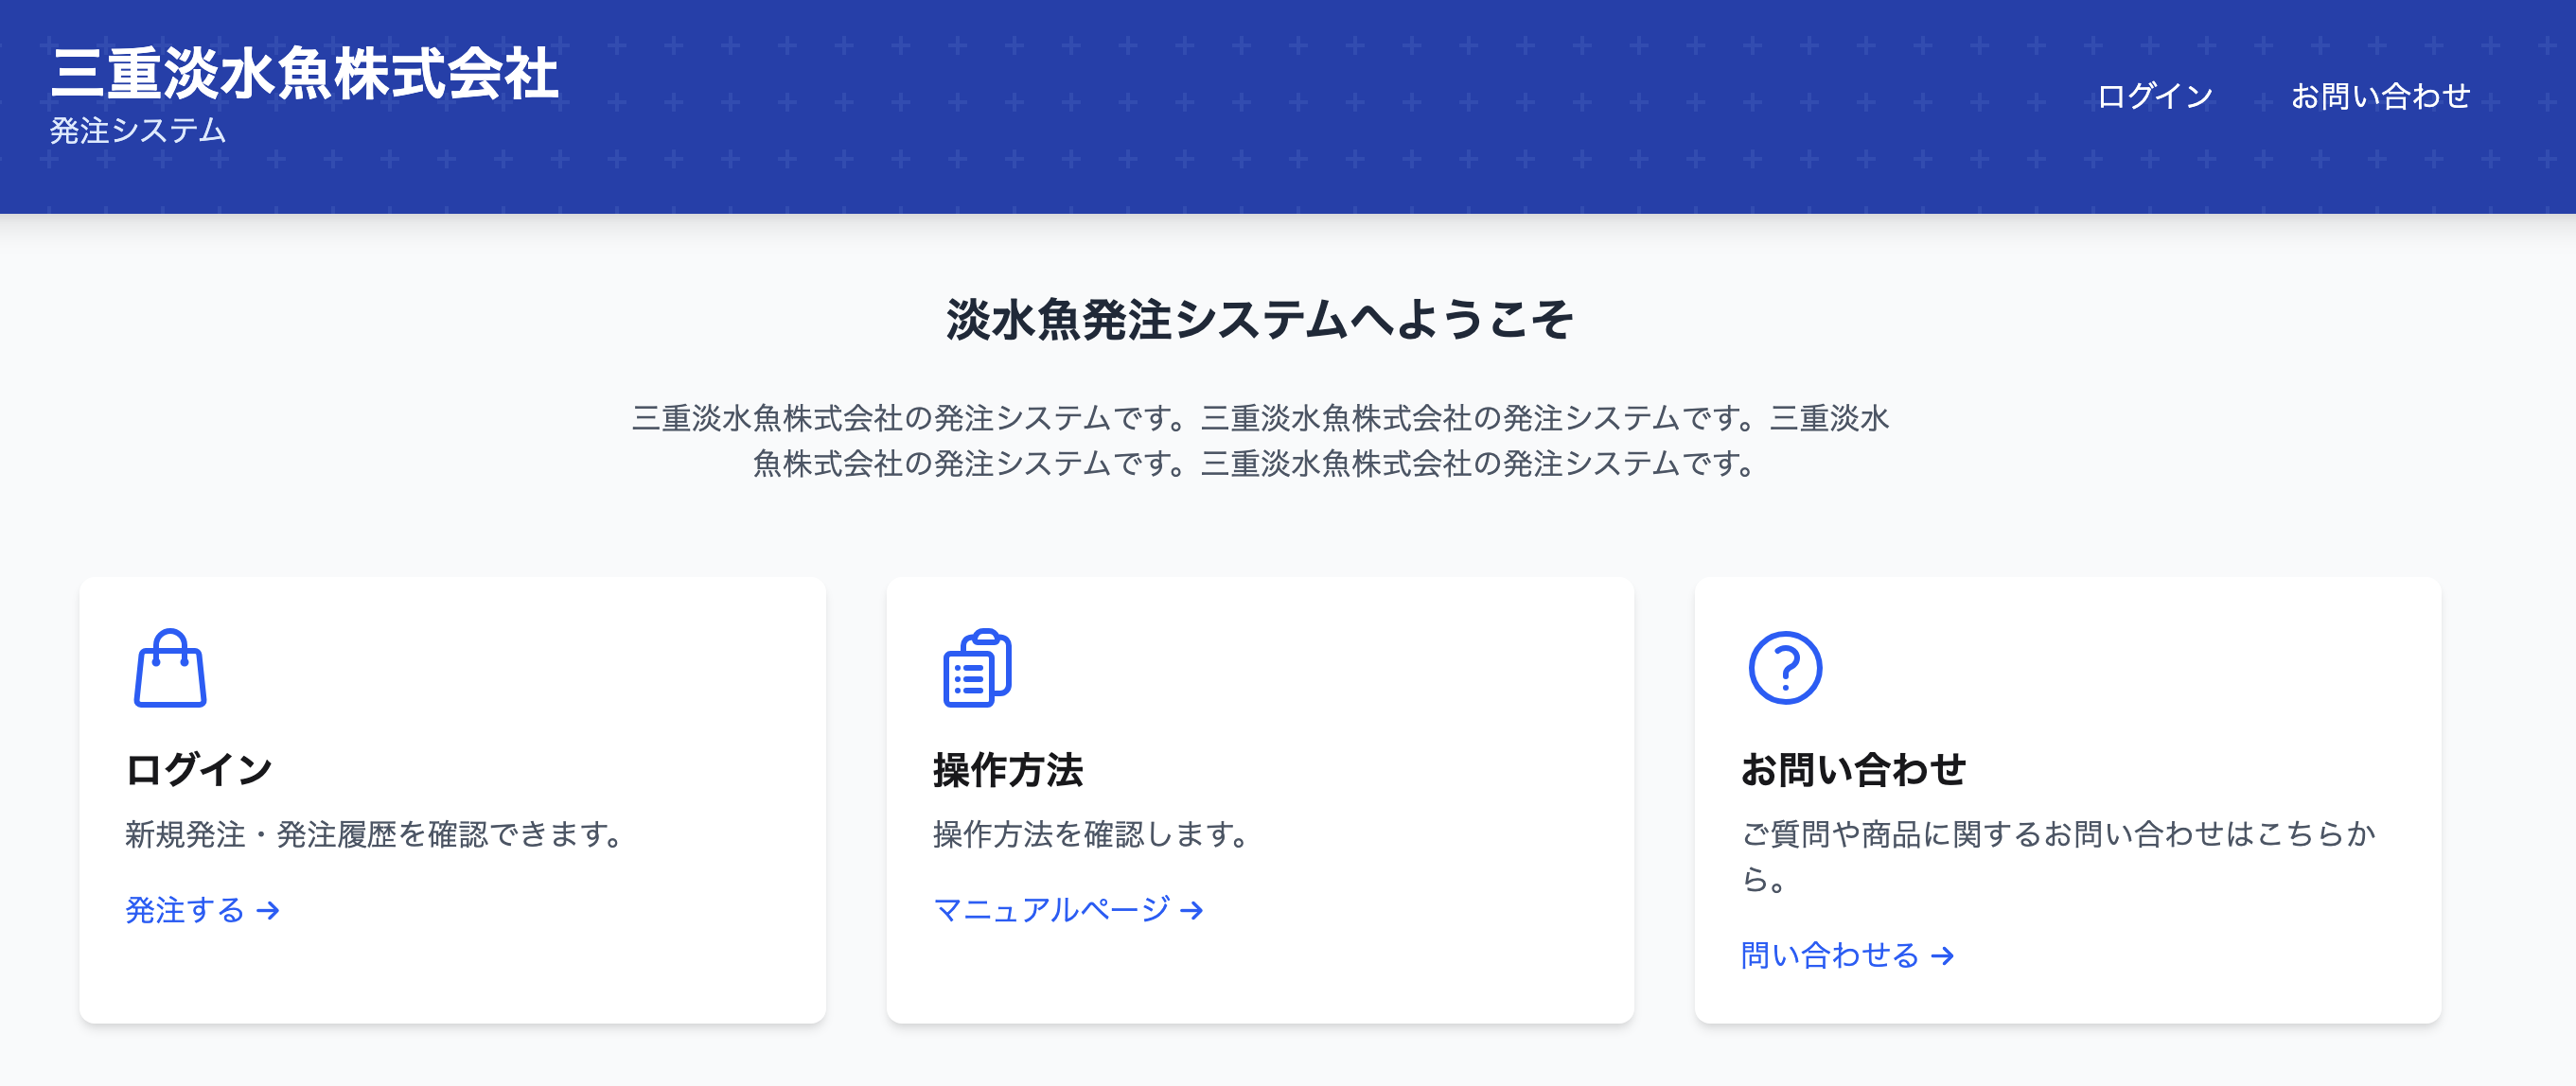 三重淡水魚株式会社
発注システム
ログイン
お問い合わせ
淡水魚発注システムへようこそ
三重淡水魚株式会社の発注システムです。三重淡水魚株式会社の発注システムです。三重淡水
魚株式会社の発注システムです。三重淡水魚株式会社の発注システムです。
ログイン
新規発注・発注履歴を確認できます。
発注する →
操作方法
操作方法を確認します。
マニュアルページ →
お問い合わせ
ご質問や商品に関するお問い合わせはこちらか
ら。
問い合わせる →